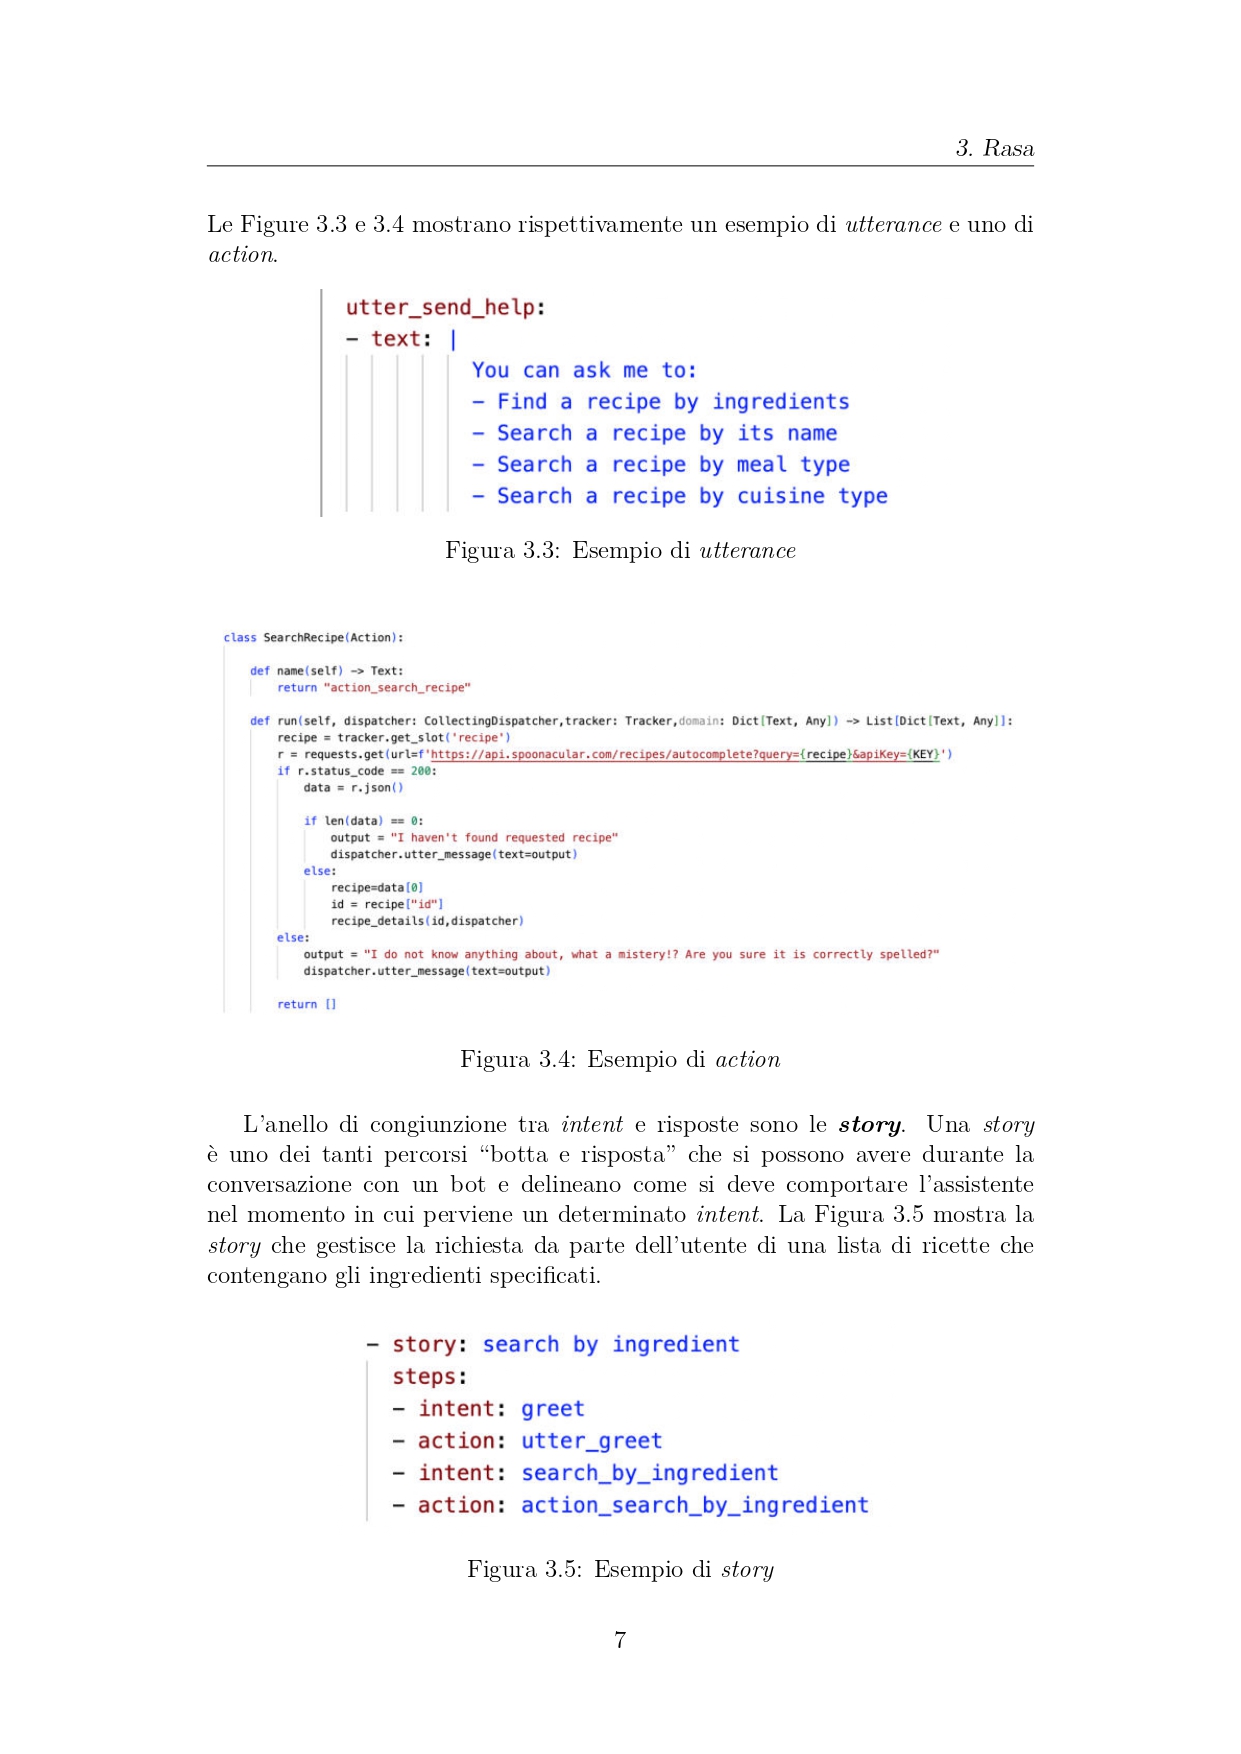 3. Rasa
Le Figure 3.3 e 3.4 mostrano rispettivamente un esempio di utterance e uno di
action.
utter_send_help:
- text: |
You can ask me to:
- Find a recipe by ingredients
- Search a recipe by its name
- Search a recipe by meal type
- Search a recipe by cuisine type
Figura 3.3: Esempio di utterance
class SearchRecipe(Action):
def name(self) -> Text:
return "action_search_recipe"
def run(self, dispatcher: CollectingDispatcher,tracker: Tracker,domain: Dict[Text, Any]) -> List[Dict[Text, Any]]:
recipe = tracker.get_slot('recipe')
r = requests.get(url=f'https://api.spoonacular.com/recipes/autocomplete?query={recipe}&apiKey={KEY}')
if r.status_code == 200:
data = r.json()
if len(data) == 0:
output = "I haven't found requested recipe"
dispatcher.utter_message(text=output)
else:
recipe=data[0]
id = recipe["id"]
recipe_details(id,dispatcher)
else:
output = "I do not know anything about, what a mistery!? Are you sure it is correctly spelled?"
dispatcher.utter_message(text=output)
return []
Figura 3.4: Esempio di action
L'anello di congiunzione tra intent e risposte sono le story. Una story
è uno dei tanti percorsi “botta e risposta” che si possono avere durante la
conversazione con un bot e delineano come si deve comportare l'assistente
nel momento in cui perviene un determinato intent. La Figura 3.5 mostra la
story che gestisce la richiesta da parte dell'utente di una lista di ricette che
contengano gli ingredienti specificati.
- story: search by ingredient
steps:
- intent: greet
- action: utter_greet
- intent: search_by_ingredient
- action: action_search_by_ingredient
Figura 3.5: Esempio di story
7